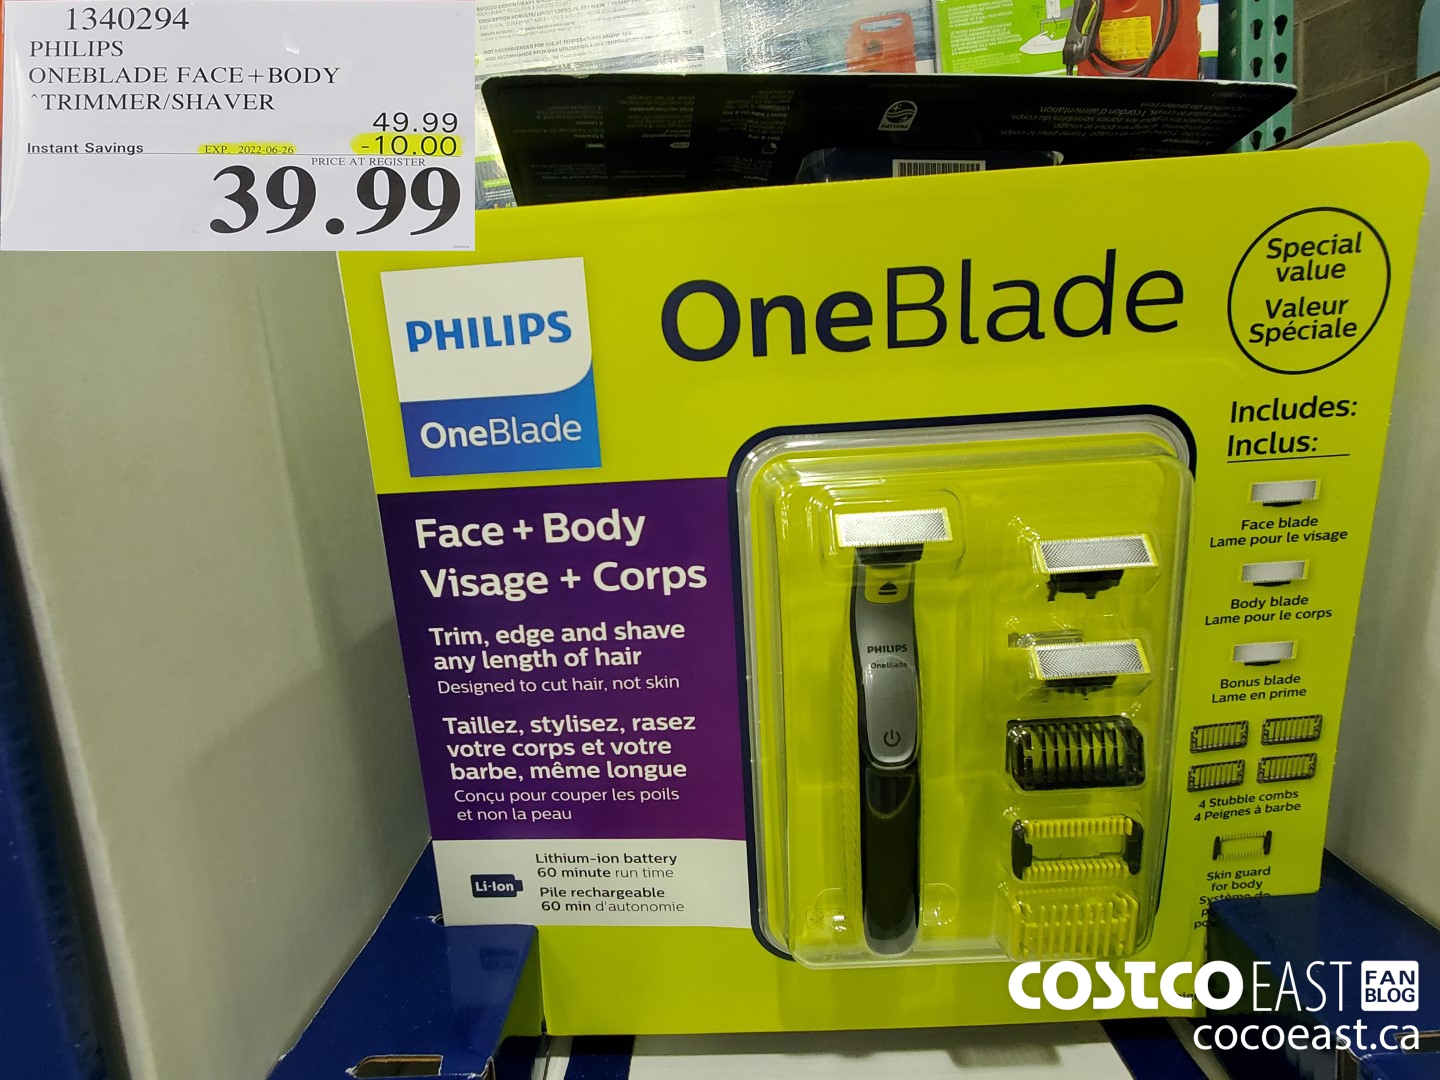 1340294
PHILIPS
ONEBLADE FACE+BODY
^TRIMMER/SHAVER
49.99
Instant Savings EXP. 2022-06-26 -10.00
PRICE AT REGISTER
39.99
PHILIPS
PHILIPS
OneBlade
OneBlade
Special
value
Valeur
Spéciale
Face + Body
Visage + Corps
Trim, edge and shave
any length of hair
Designed to cut hair, not skin
Taillez, stylisez, rasez
votre corps et votre
barbe, même longue
Conçu pour couper les poils
et non la peau
Li-Ion
Lithium-ion battery
60 minute run time
Pile rechargeable
60 min d'autonomie
PHILIPS
OneBlade
Includes:
Inclus:
Face blade
Lame pour le visage
Body blade
Lame pour le corps
Bonus blade
Lame en prime
4 Stubble combs
4 Peignes à barbe
Skin guard
for body
Système de
COSTCO EAST FAN BLOG
cocoeast.ca